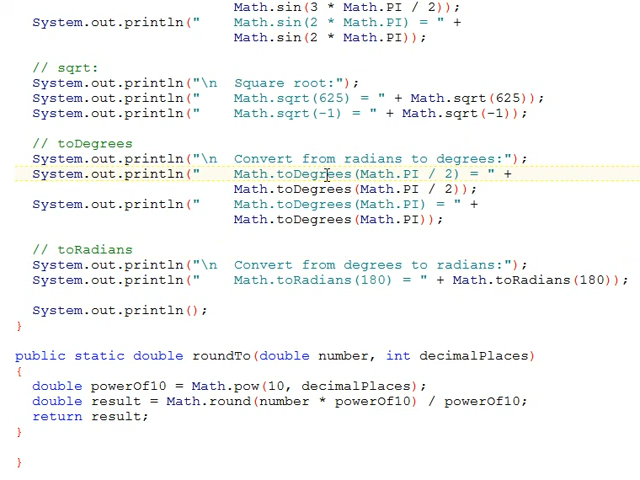 Math.sin(3 * Math.PI / 2));
System.out.println("    Math.sin(2 * Math.PI) = " +
Math.sin(2 * Math.PI));
// sqrt:
System.out.println("\n  Square root:");
System.out.println("    Math.sqrt(625) = " + Math.sqrt(625));
System.out.println("    Math.sqrt(-1) = " + Math.sqrt(-1));
// toDegrees
System.out.println("\n  Convert from radians to degrees:");
System.out.println("    Math.toDegrees(Math.PI / 2) = " +
Math.toDegrees(Math.PI / 2));
System.out.println("    Math.toDegrees(Math.PI) = " +
Math.toDegrees(Math.PI));
// toRadians
System.out.println("\n  Convert from degrees to radians:");
System.out.println("    Math.toRadians(180) = " + Math.toRadians(180));
System.out.println();
}
public static double roundTo(double number, int decimalPlaces)
{
double powerOf10 = Math.pow(10, decimalPlaces);
double result = Math.round(number * powerOf10) / powerOf10;
return result;
}
}